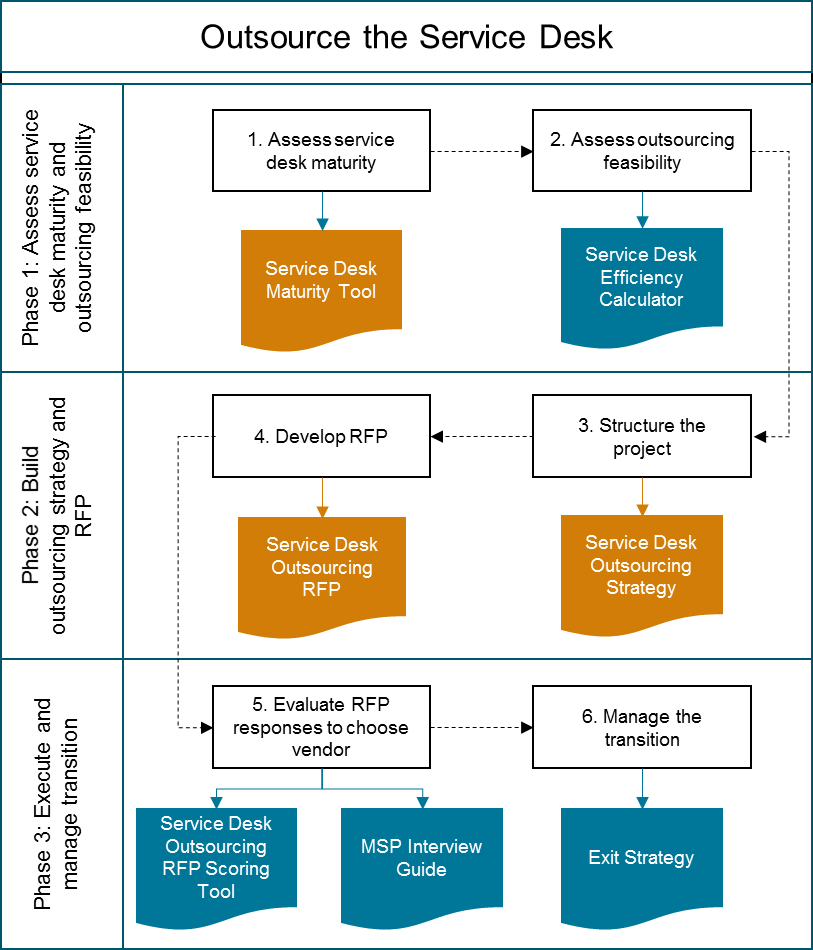 Outsource the Service Desk
Phase 1: Assess service
desk maturity and
outsourcing feasibility
1. Assess service
desk maturity
2. Assess outsourcing
feasibility
Service Desk
Maturity Tool
Service Desk
Efficiency
Calculator
Phase 2: Build
outsourcing strategy and
RFP
4. Develop RFP
3. Structure the
project
Service Desk
Outsourcing
RFP
Service Desk
Outsourcing
Strategy
Phase 3: Execute and
manage transition
5. Evaluate RFP
responses to choose
vendor
6. Manage the
transition
Service Desk
Outsourcing
RFP Scoring
Tool
MSP Interview
Guide
Exit Strategy